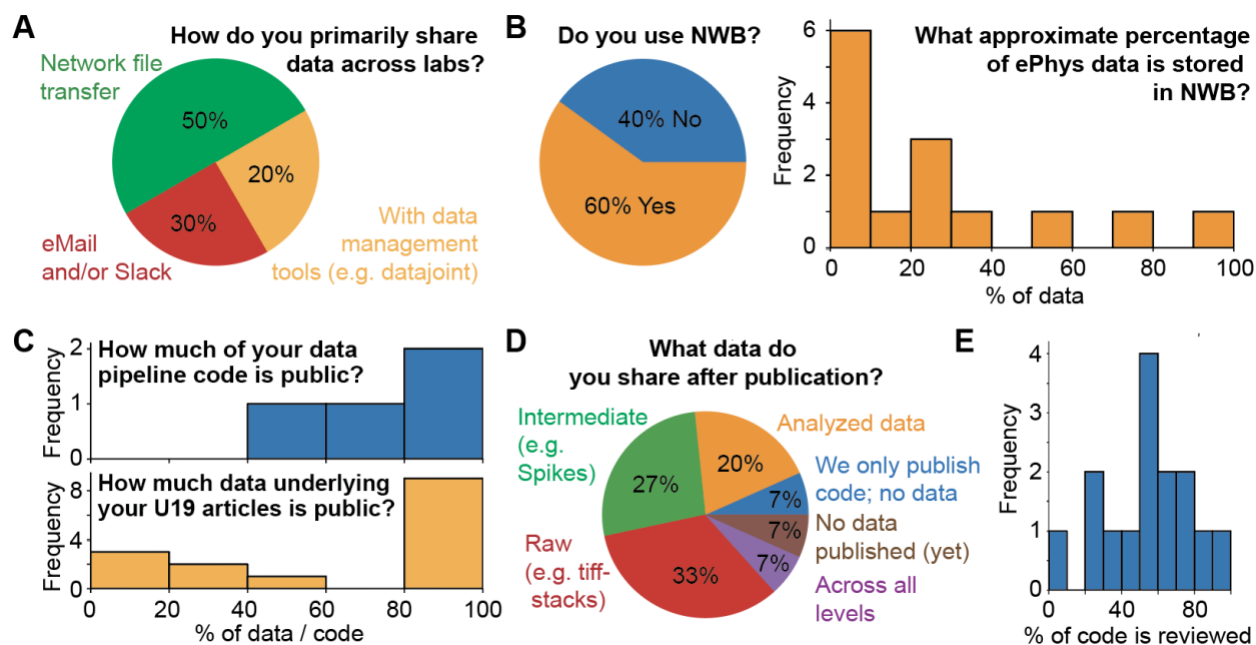 A
How do you primarily share
data across labs?
Network file
transfer
50%
20%
30%
eMail
and/or Slack
With data
management
tools (e.g. datajoint)
B
Do you use NWB?
40% No
60% Yes
What approximate percentage
of ePhys data is stored
in NWB?
Frequency
6
4
2
0
0 20 40 60 80 100
% of data
C
How much of your data
pipeline code is public?
Frequency
2
1
0
How much data underlying
your U19 articles is public?
Frequency
8
4
0
0 20 40 60 80 100
% of data / code
D
What data do
you share after publication?
Intermediate
(e.g.
Spikes)
27%
Analyzed data
20%
We only publish
code; no data
7%
No data
published (yet)
7%
Across all
levels
7%
Raw
(e.g. tiff-
stacks)
33%
E
Frequency
4
3
2
1
0
0 40 80
% of code is reviewed